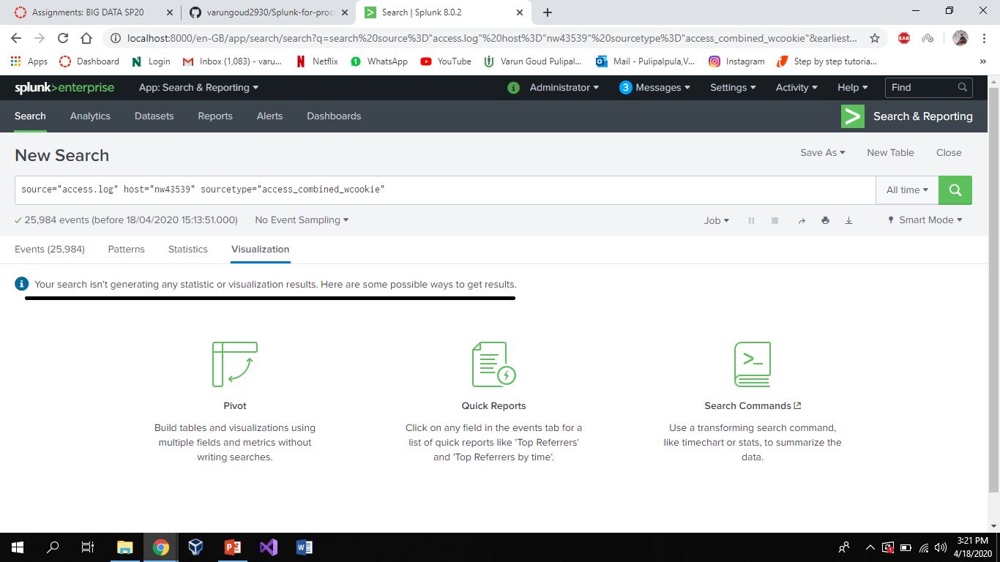 Assignments: BIG DATA SP20
varungoud2930/Splunk-for-proc
Search | Splunk 8.0.2
localhost:8000/en-GB/app/search/search?q=search%20source%3D"access.log"%20host%3D"nw43539"%20sourcetype%3D"access_combined_wcookie"&earliest...
EAB
Apps Dashboard Login Inbox (1,083) - varu... Netflix 1 WhatsApp YouTube Varun Goud Pulipal... Mail - Pulipalpula,V... Instagram Step by step tutoria... »
splunk>enterprise App: Search & Reporting i Administrator 3 Messages Settings Activity Help Find
Search Analytics Datasets Reports Alerts Dashboards > Search & Reporting
New Search Save As New Table Close
source="access.log" host="nw43539" sourcetype="access_combined_wcookie" All time
✓ 25,984 events (before 18/04/2020 15:13:51.000) No Event Sampling Job Smart Mode
Events (25,984) Patterns Statistics Visualization
i Your search isn't generating any statistic or visualization results. Here are some possible ways to get results.
>_
Pivot
Build tables and visualizations using
multiple fields and metrics without
writing searches.
Quick Reports
Click on any field in the events tab for a
list of quick reports like 'Top Referrers'
and 'Top Referrers by time'.
Search Commands
Use a transforming search command,
like timechart or stats, to summarize the
data.
3:21 PM
4/18/2020